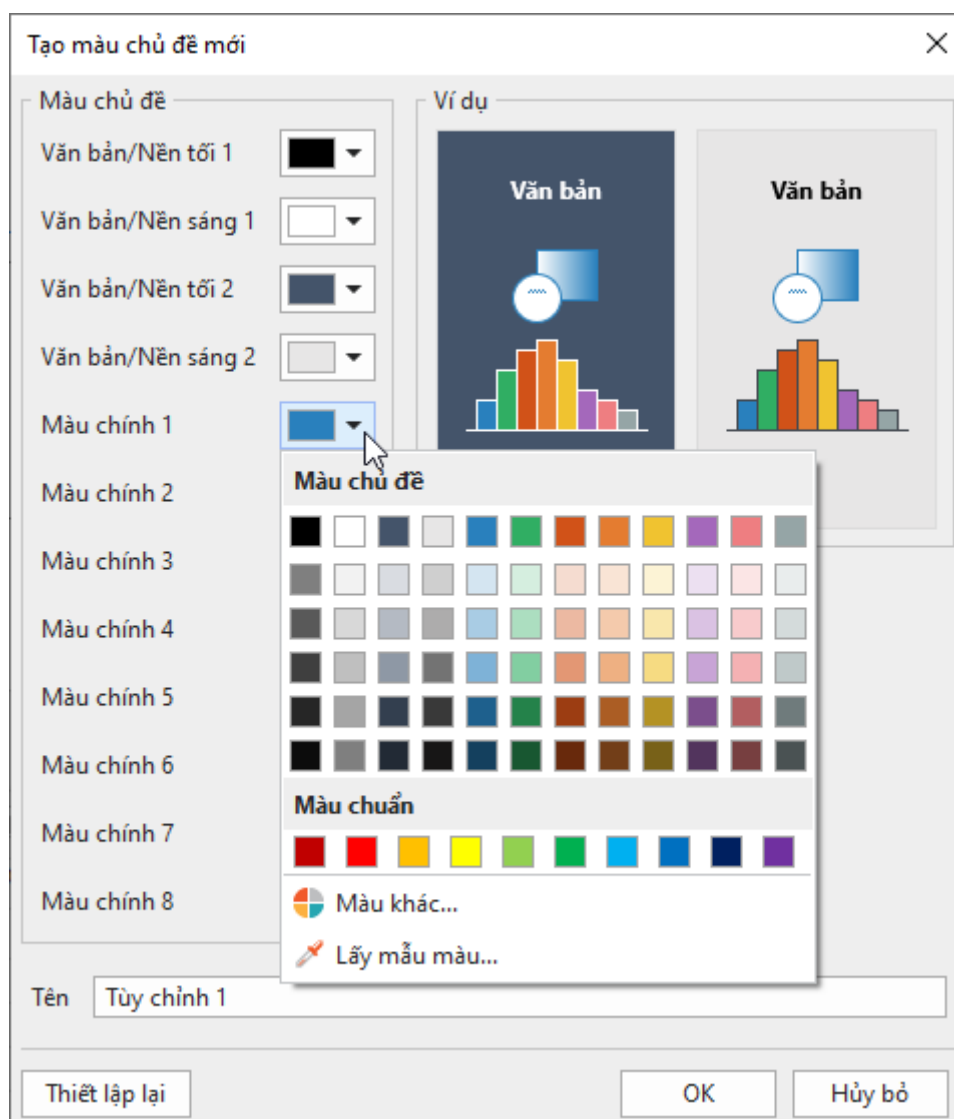 Tạo màu chủ đề mới
Màu chủ đề
Ví dụ
Văn bản/Nền tối 1
Văn bản/Nền sáng 1
Văn bản/Nền tối 2
Văn bản/Nền sáng 2
Màu chính 1
Màu chính 2
Màu chính 3
Màu chính 4
Màu chính 5
Màu chính 6
Màu chính 7
Màu chính 8
Văn bản
Văn bản
Màu chủ đề
Màu chuẩn
Màu khác...
Lấy mẫu màu...
Tên
Tùy chỉnh 1
Thiết lập lại
OK
Hủy bỏ